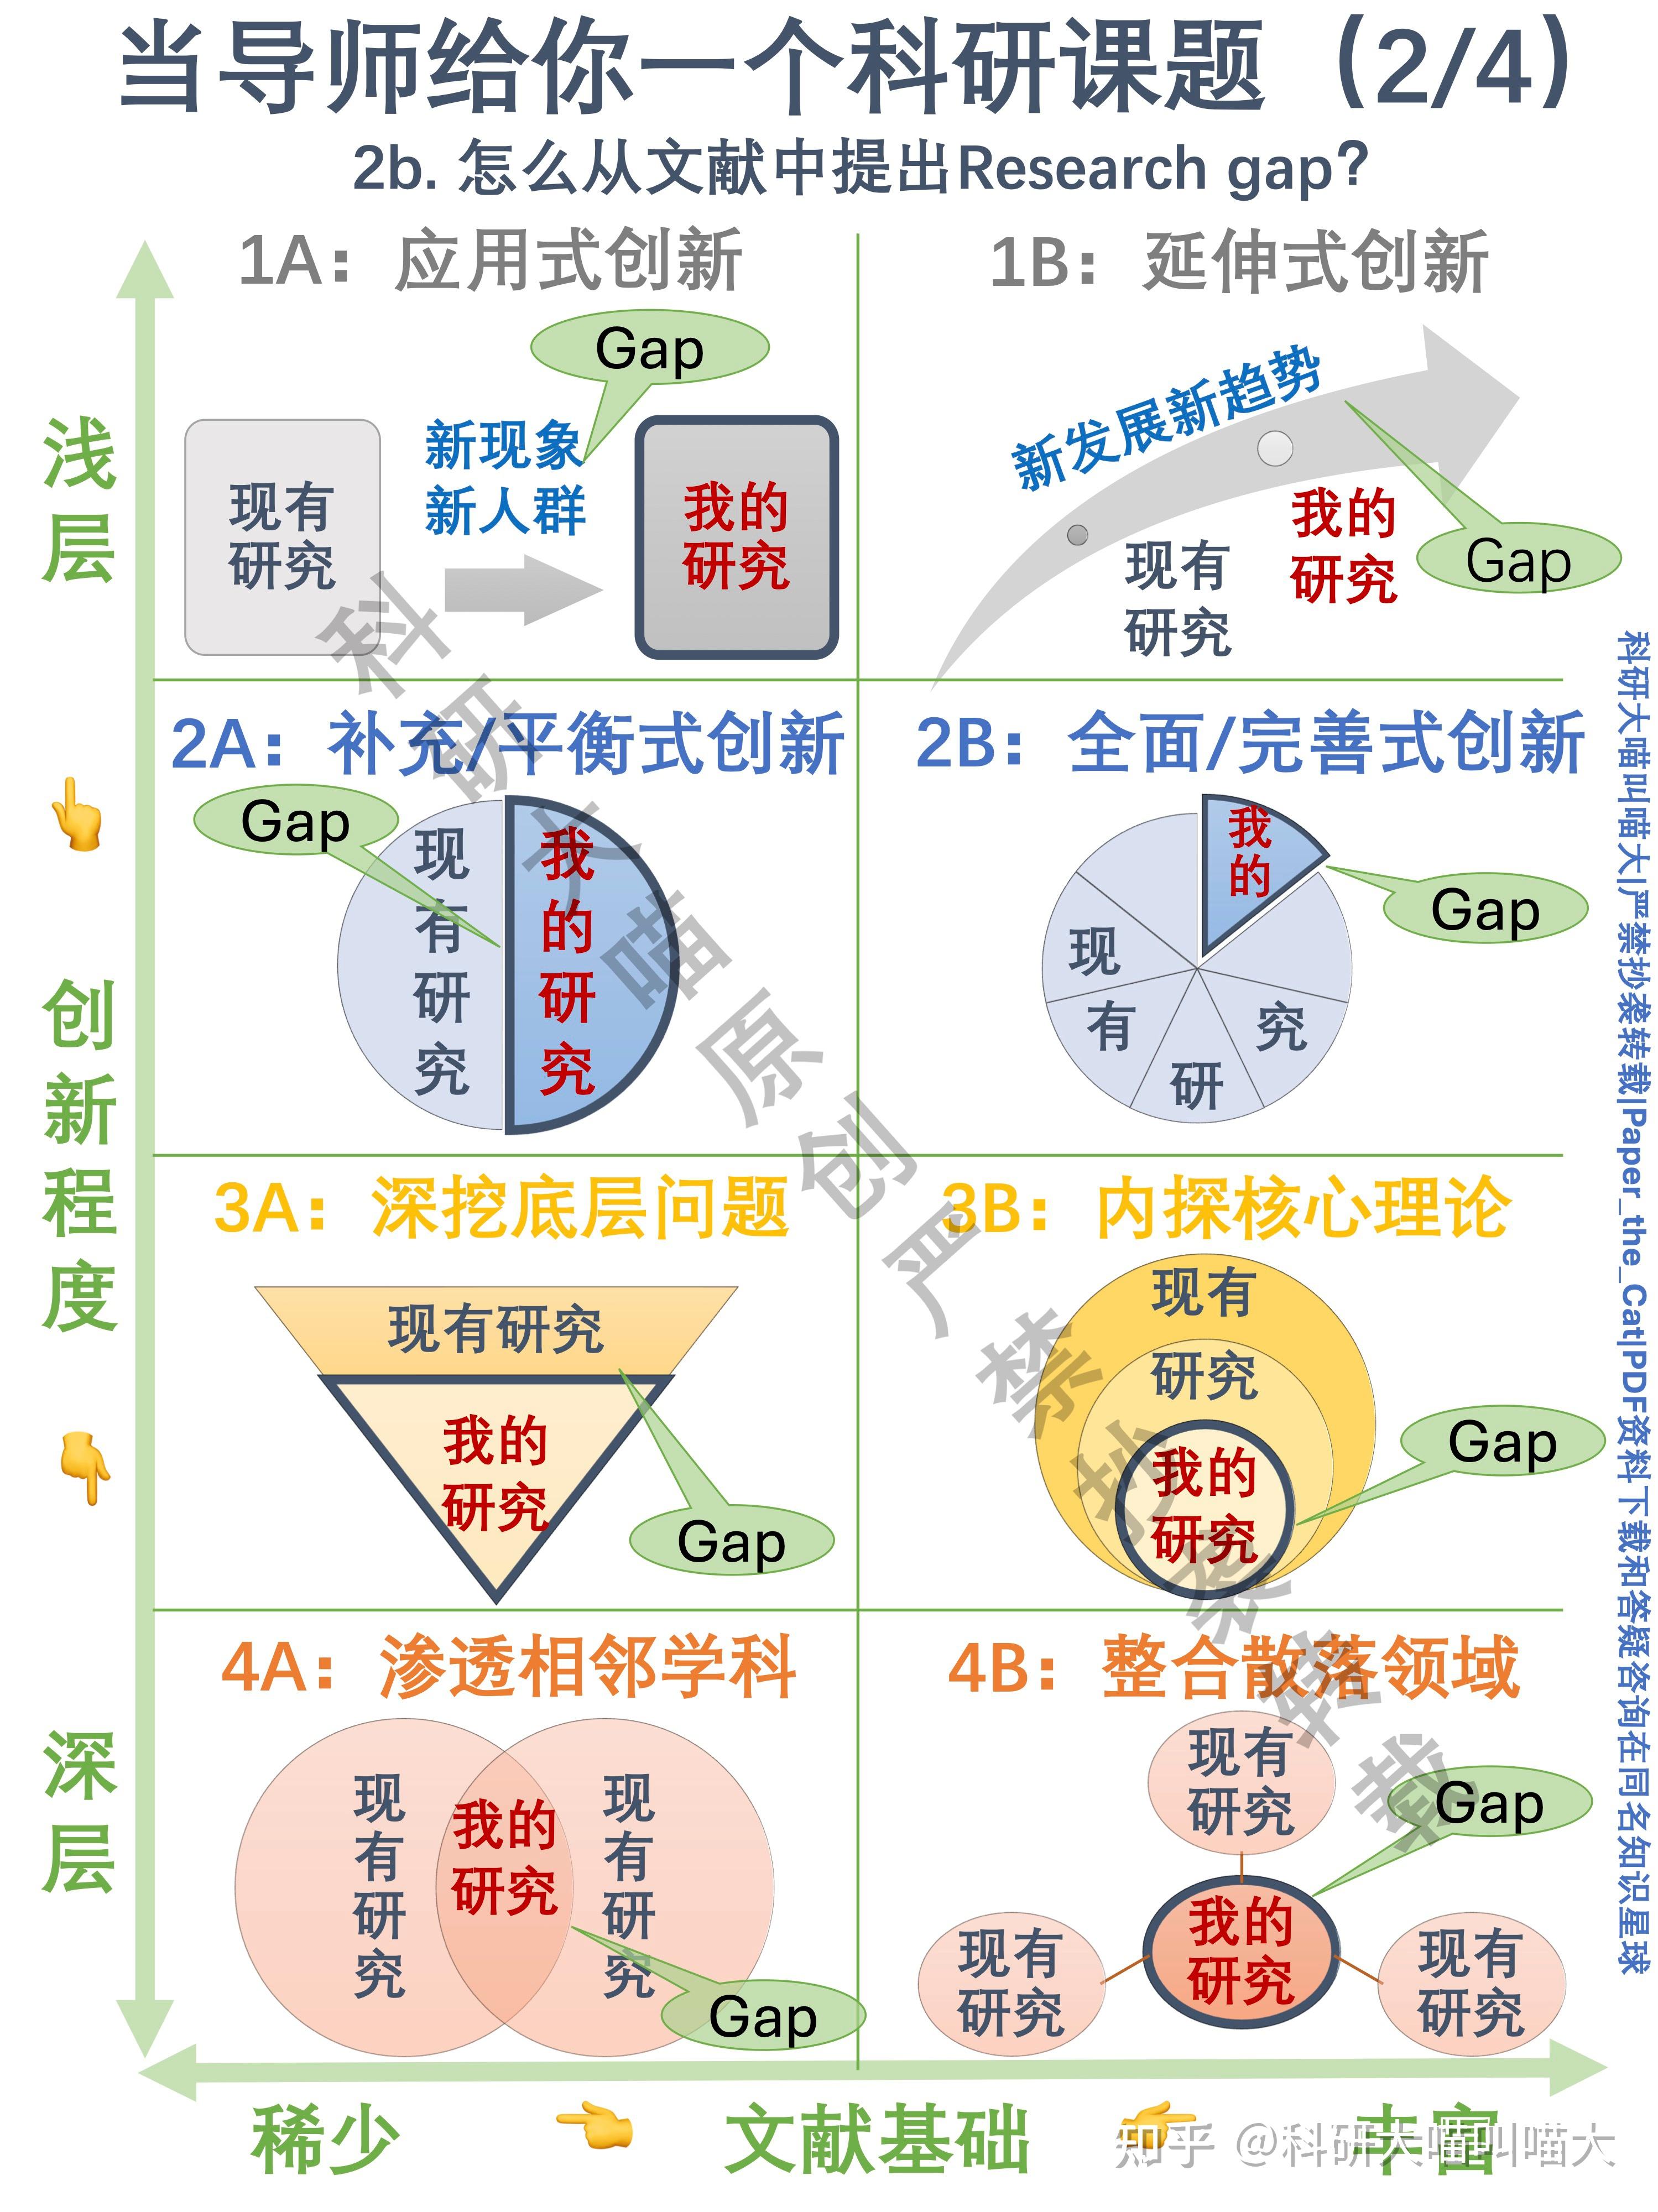 当导师给你一个科研课题（2/4）
2b. 怎么从文献中提出Research gap？
浅层
创新程度
深层
1A：应用式创新
Gap
现有
研究
新现象
新人群
我的
研究
1B：延伸式创新
新发展新趋势
现有
研究
我的
研究
Gap
2A：补充/平衡式创新
Gap
现有研究
我的研究
2B：全面/完善式创新
我的
现有研究
Gap
3A：深挖底层问题
现有研究
我的
研究
Gap
3B：内探核心理论
现有
研究
我的
研究
Gap
4A：渗透相邻学科
现有研究
我的
研究
现有研究
Gap
4B：整合散落领域
现有
研究
Gap
我的
研究
现有
研究
现有
研究
稀少
文献基础
丰富
科研大喵原创严禁抄袭转载
科研大喵叫喵大|严禁抄袭转载|Paper_the_Cat|PDF资料下载和答疑咨询在同名知识星球
知乎 @科研大喵叫喵大